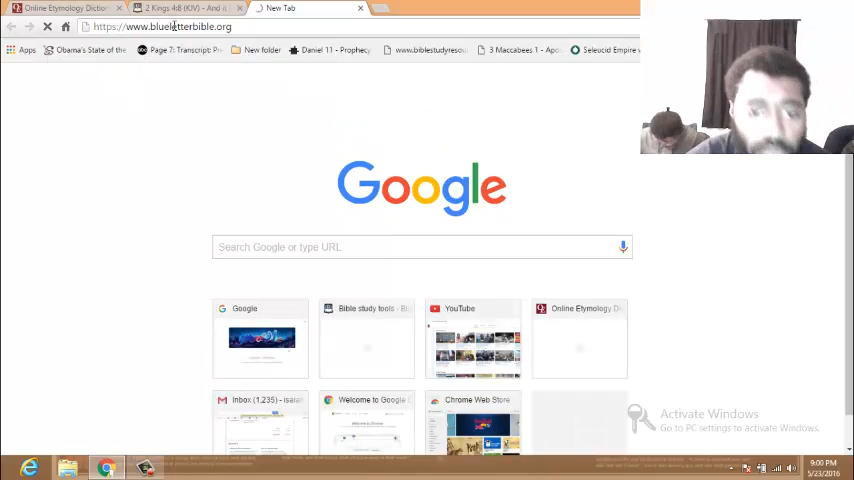 Online Etymology Diction
2 Kings 4:8 (KJV) - And it
New Tab
https://www.blueletterbible.org
Apps
Obama's State of the
Page 7: Transcript:
New folder
Daniel 11 - Prophecy
www.biblestudyresou
3 Maccabees 1 - Chap
Seleucid Empire
Google
Search Google or type URL
Google
Bible study tools - Bl
YouTube
Online Etymology Di
Inbox (1,235) - isaiah
Welcome to Google
Chrome Web Store
Activate Windows
Go to PC settings to activate Windows.
9:00 PM
5/23/2016